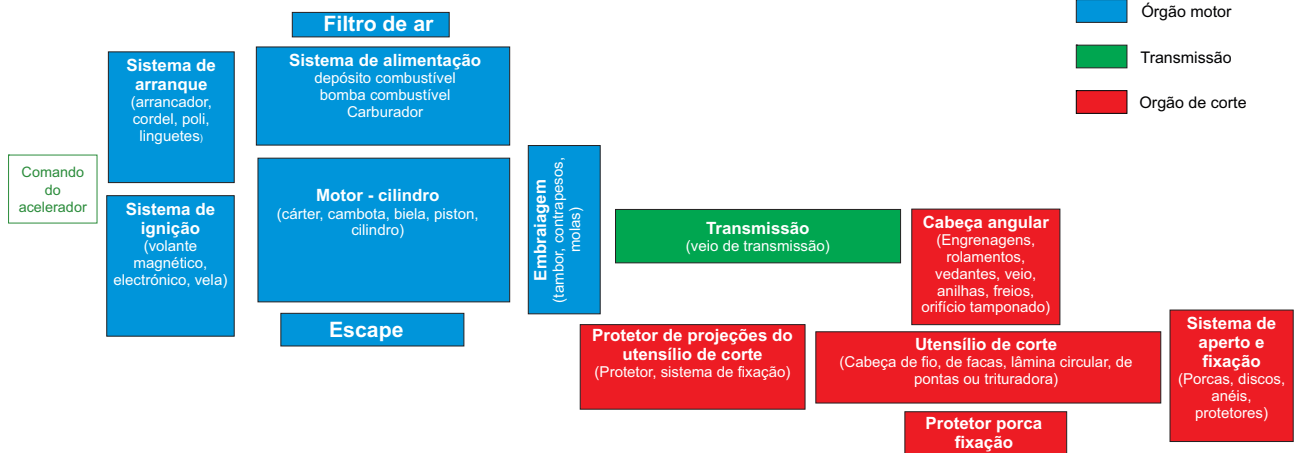 Filtro de ar
Órgão motor
Transmissão
Orgão de corte
Sistema de
arranque
(arrancador,
cordel, poli,
linguetes)
Sistema de alimentação
depósito combustível
bomba combustível
Carburador
Comando
do
acelerador
Sistema de
ignição
(volante
magnético,
electrónico, vela)
Motor - cilindro
(cárter, cambota, biela, piston,
cilindro)
Embraiagem
(tambor, contrapesos,
molas)
Escape
Transmissão
(veio de transmissão)
Cabeça angular
(Engrenagens,
rolamentos,
vedantes, veio,
anilhas, freios,
orifício tamponado)
Protetor de projeções do
utensílio de corte
(Protetor, sistema de fixação)
Utensílio de corte
(Cabeça de fio, de facas, lâmina circular, de
pontas ou trituradora)
Sistema de
aperto e
fixação
(Porcas, discos,
anéis,
protetores)
Protetor porca
fixação